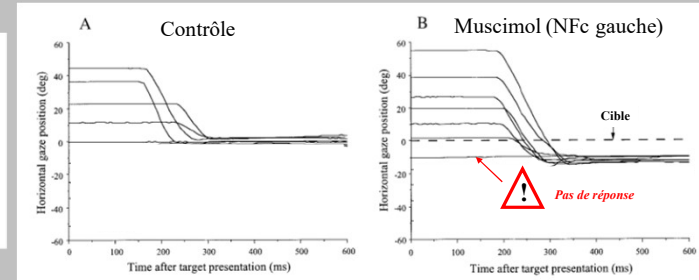 A
Contrôle
Horizontal gaze position (deg)
60
40
20
0
-20
-40
-60
0
100
200
300
400
500
600
Time after target presentation (ms)
B
Muscimol (NFc gauche)
Horizontal gaze position (deg)
60
40
20
0
-20
-40
-60
Cible
!
Pas de réponse
0
100
200
300
400
500
600
Time after target presentation (ms)